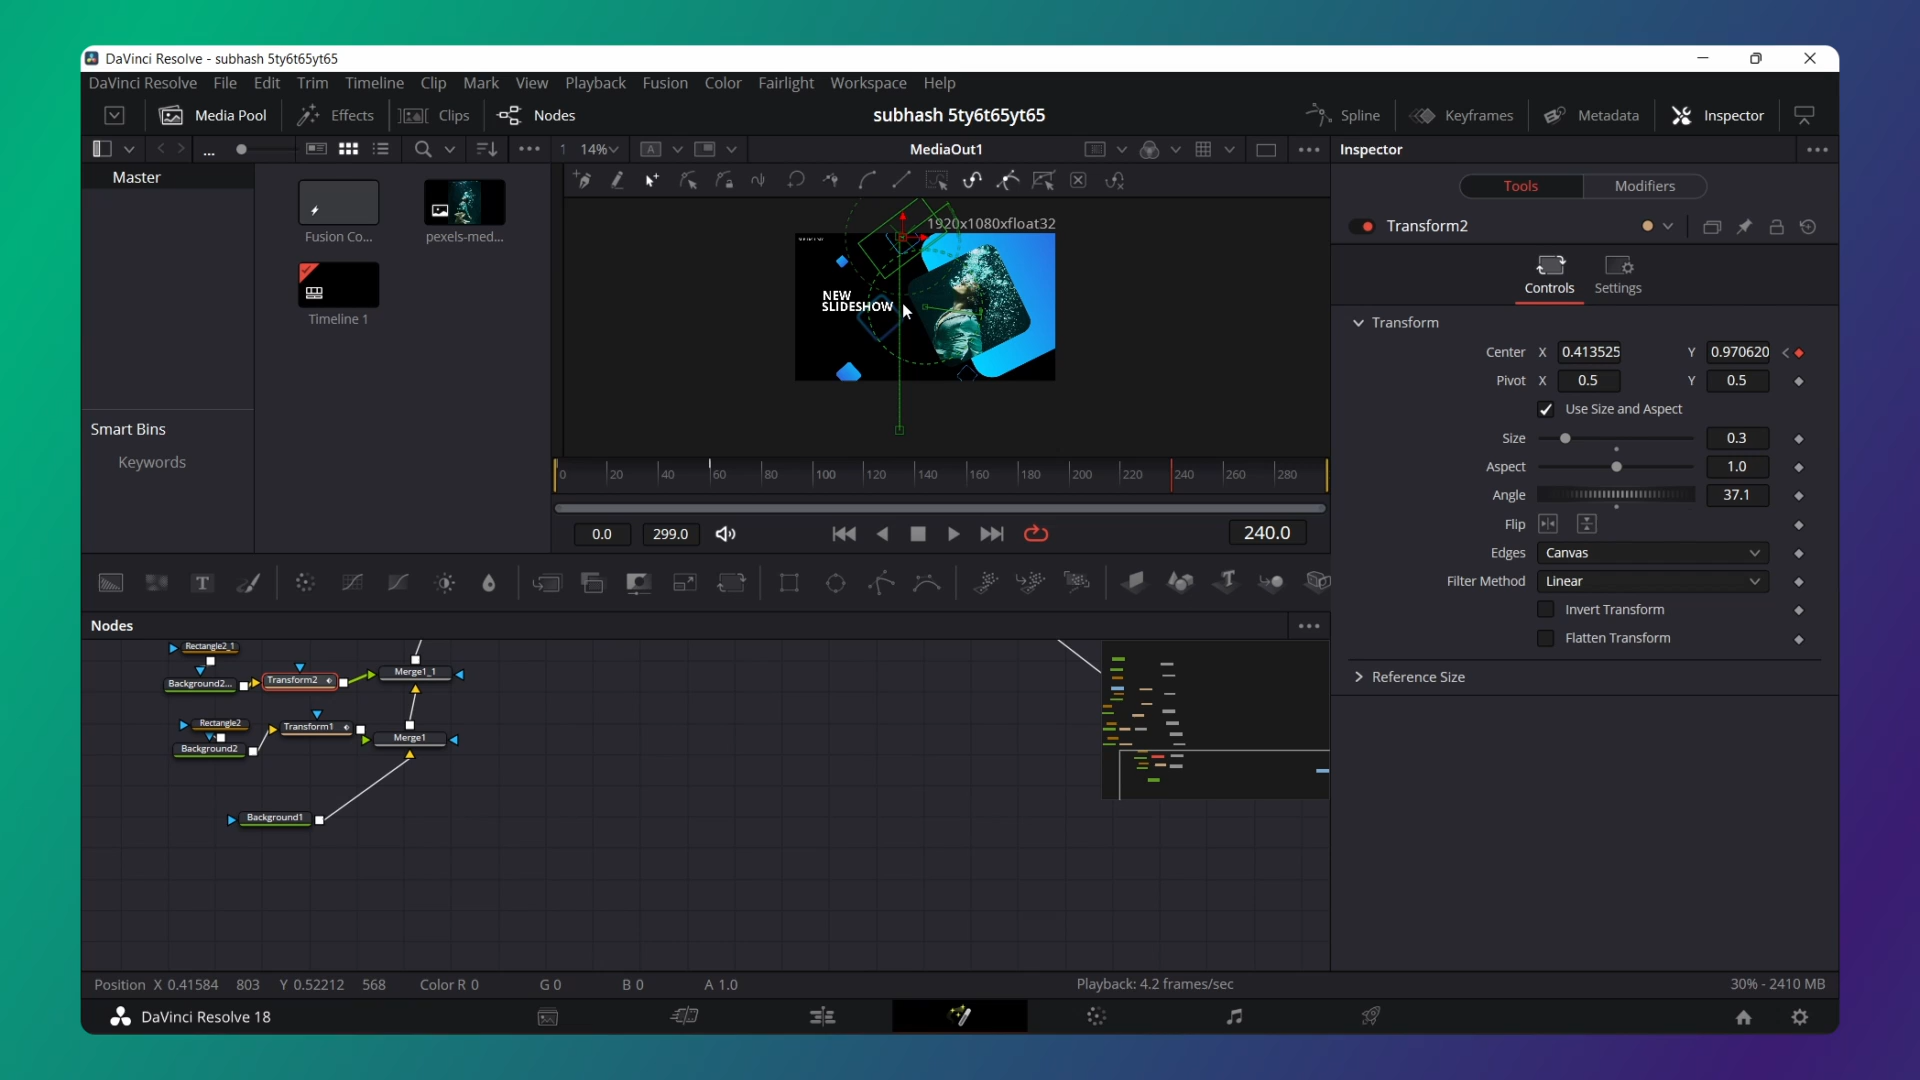 DaVinci Resolve - subhash 5ty6t65yt65
DaVinci Resolve File Edit Trim Timeline Clip Mark View Playback Fusion Color Fairlight Workspace Help
Media Pool Effects Clips Nodes subhash 5ty6t65yt65 Spline Keyframes Metadata Inspector
... 14% A MediaOut1 Inspector
Master
Tools Modifiers
Fusion Co... pexels-med...
1920x1080xfloat32
Transform2
NEW
SLIDESHOW
Controls Settings
Timeline 1
Transform
Center X 0.413525 Y 0.970620
Pivot X 0.5 Y 0.5
Use Size and Aspect
Smart Bins
Size 0.3
Keywords
Aspect 1.0
0 20 40 60 80 100 120 140 160 180 200 220 240 260 280
Angle 37.1
Flip
0.0 299.0 240.0
Edges Canvas
Filter Method Linear
Invert Transform
Nodes
Flatten Transform
Rectangle2_1
Merge1_1
Background2... Transform2
Reference Size
Rectangle2 Transform1
Merge1
Background2
Background1
Position X 0.41584 803 Y 0.52212 568 Color R 0 G 0 B 0 A 1.0 Playback: 4.2 frames/sec 30% - 2410 MB
DaVinci Resolve 18